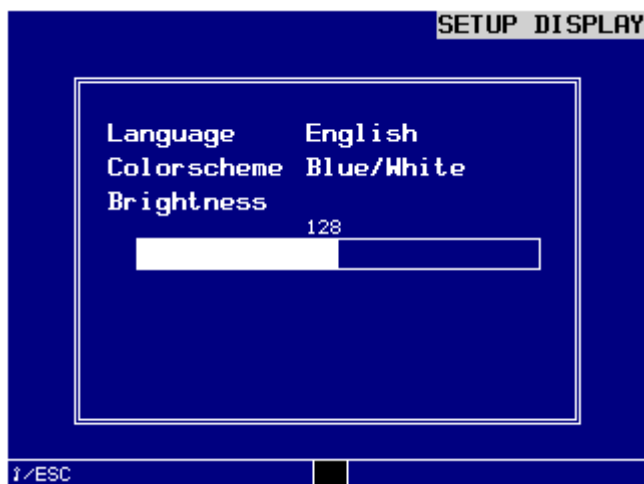 SETUP DISPLAY
Language English
Colorscheme Blue/White
Brightness
128
⇧/ESC